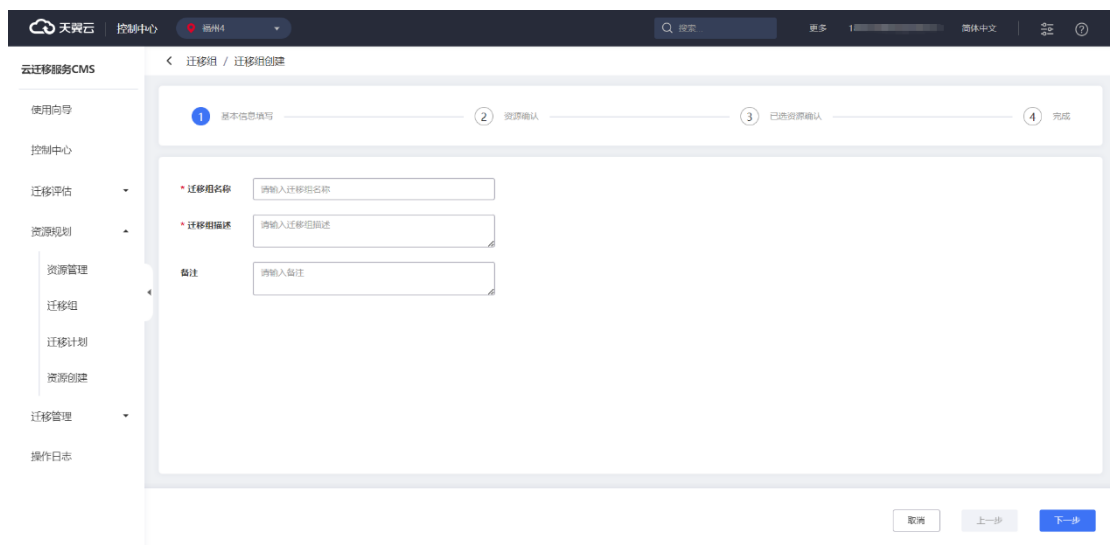 天翼云 控制中心 福州4 搜索... 更多 简体中文
云迁移服务CMS
迁移组 / 迁移组创建
使用向导
控制中心
迁移评估
资源规划
资源管理
迁移组
迁移计划
资源创建
迁移管理
操作日志
1 基本信息填写 2 资源确认 3 已选资源确认 4 完成
* 迁移组名称 请输入迁移组名称
* 迁移组描述 请输入迁移组描述
备注 请输入备注
取消 上一步 下一步